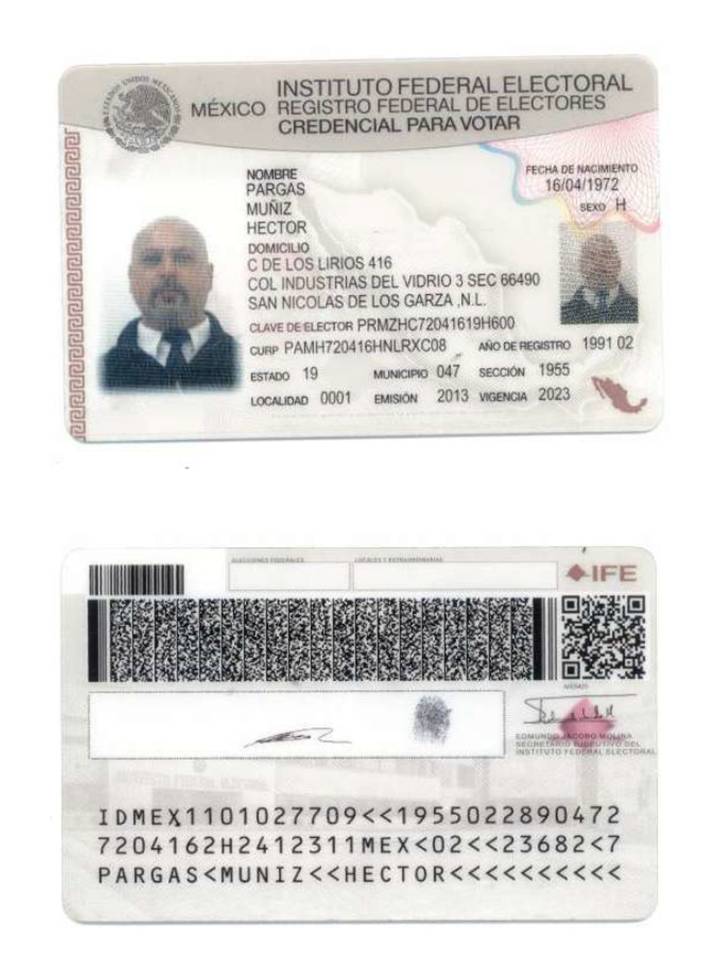 ESTADOS UNIDOS MEXICANOS
MÉXICO
INSTITUTO FEDERAL ELECTORAL
REGISTRO FEDERAL DE ELECTORES
CREDENCIAL PARA VOTAR
NOMBRE
PARGAS
MUÑIZ
HECTOR
FECHA DE NACIMIENTO
16/04/1972
SEXO H
DOMICILIO
C DE LOS LIRIOS 416
COL INDUSTRIAS DEL VIDRIO 3 SEC 66490
SAN NICOLAS DE LOS GARZA ,N.L.
CLAVE DE ELECTOR PRMZHC72041619H600
CURP PAMH720416HNLRXC08 AÑO DE REGISTRO 1991 02
ESTADO 19 MUNICIPIO 047 SECCIÓN 1955
LOCALIDAD 0001 EMISIÓN 2013 VIGENCIA 2023
ELECCIONES FEDERALES LOCALES Y EXTRAORDINARIAS
IFE
EDMUNDO JACOBO MOLINA
SECRETARIO EJECUTIVO DEL
INSTITUTO FEDERAL ELECTORAL
IDMEX1101027709<<1955022890472
7204162H2412311MEX<02<<23682<7
PARGAS<MUNIZ<<HECTOR<<<<<<<<<<